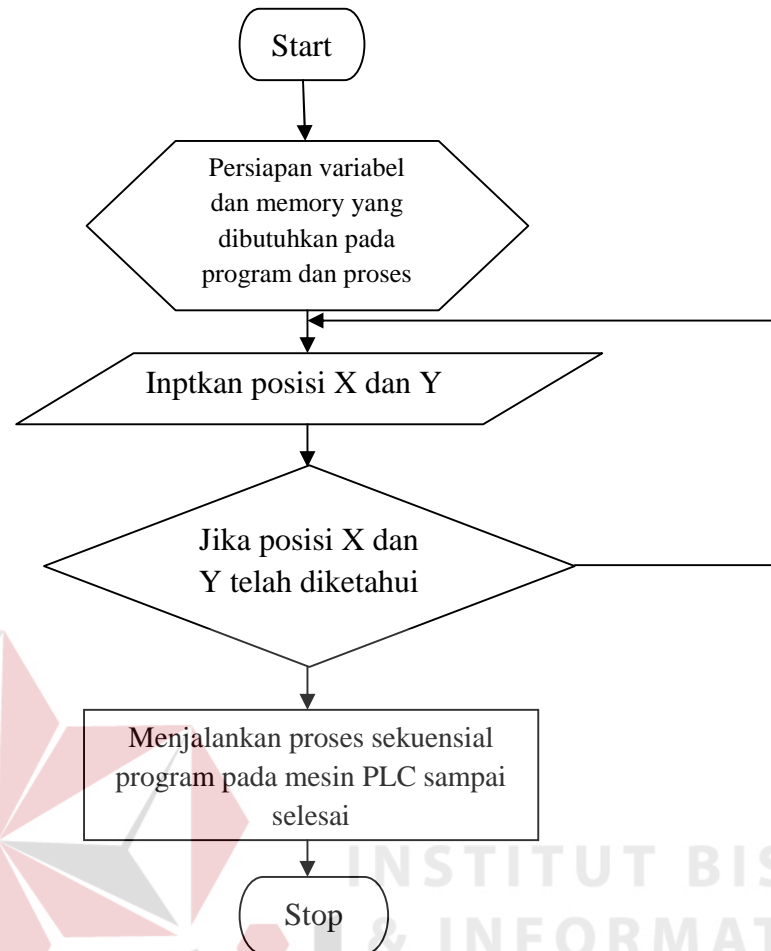 Start
Persiapan variabel
dan memory yang
dibutuhkan pada
program dan proses
Inptkan posisi X dan Y
Jika posisi X dan
Y telah diketahui
Menjalankan proses sekuensial
program pada mesin PLC sampai
selesai
INSTITUT BIS
Stop
& INFORMAT